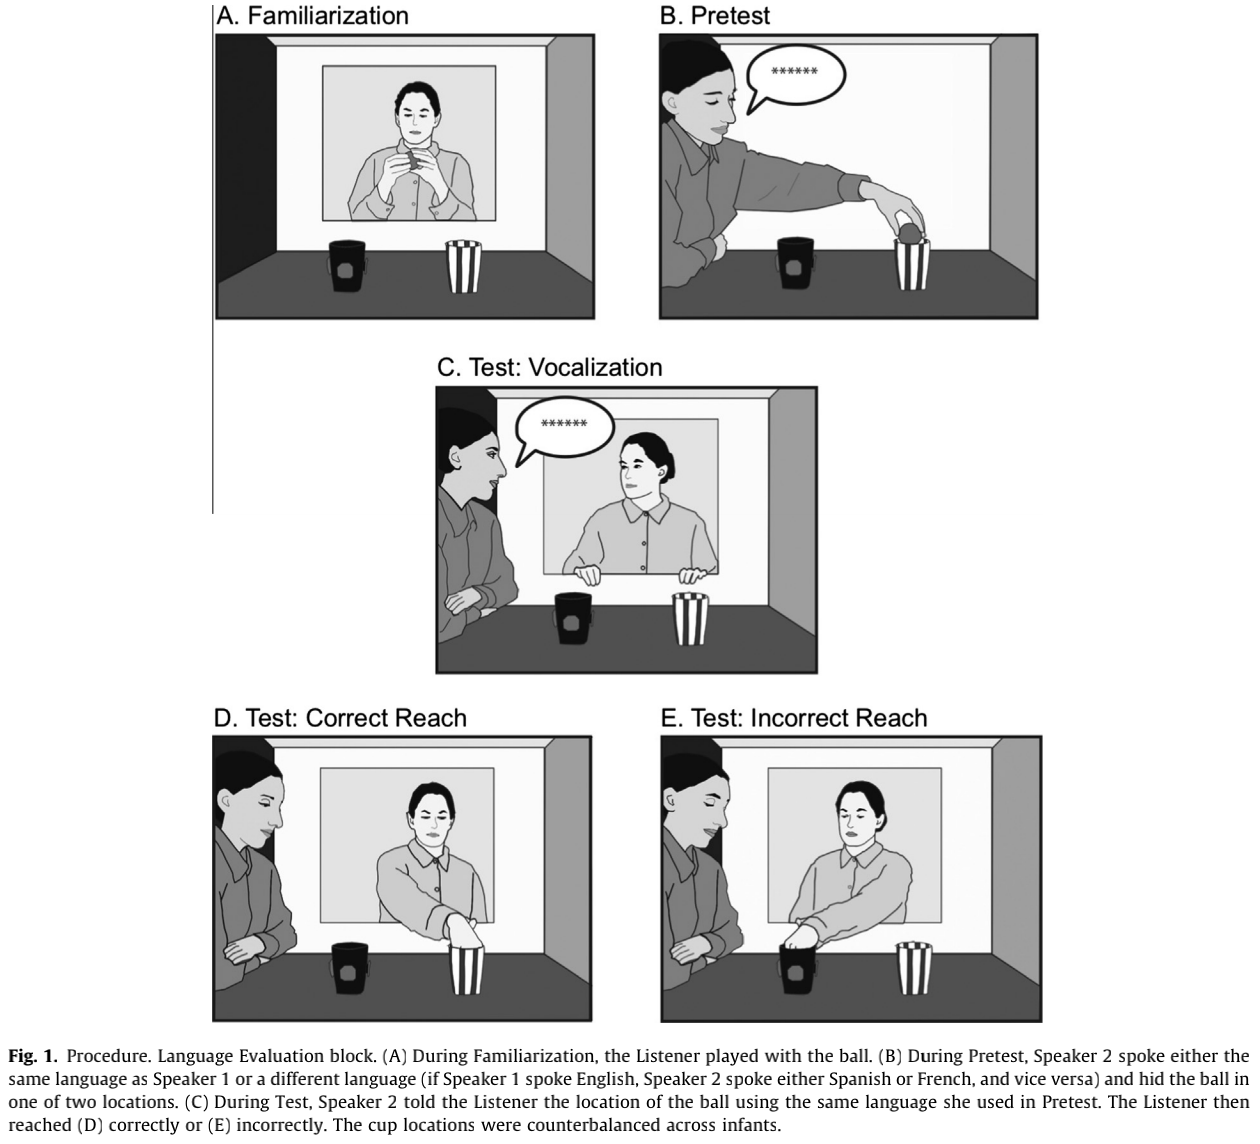 A. Familiarization
B. Pretest
******
C. Test: Vocalization
******
D. Test: Correct Reach
E. Test: Incorrect Reach
Fig. 1. Procedure. Language Evaluation block. (A) During Familiarization, the Listener played with the ball. (B) During Pretest, Speaker 2 spoke either the
same language as Speaker 1 or a different language (if Speaker 1 spoke English, Speaker 2 spoke either Spanish or French, and vice versa) and hid the ball in
one of two locations. (C) During Test, Speaker 2 told the Listener the location of the ball using the same language she used in Pretest. The Listener then
reached (D) correctly or (E) incorrectly. The cup locations were counterbalanced across infants.